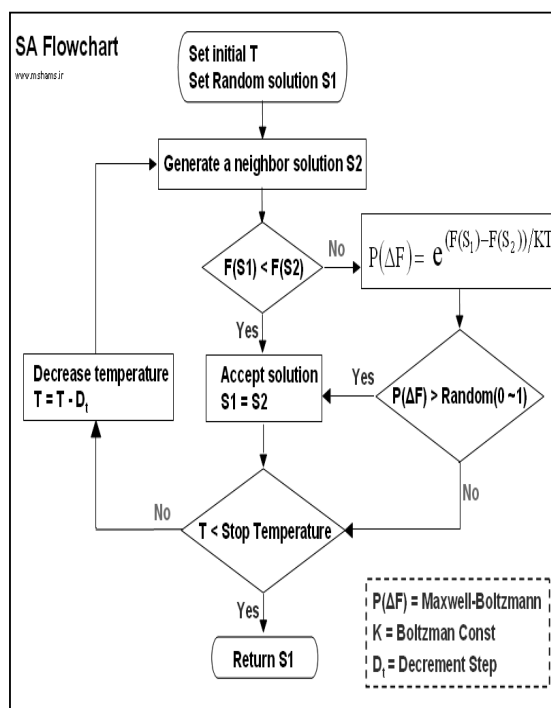 SA Flowchart
www.mshams.ir
Set initial T
Set Random solution S1
Generate a neighbor solution S2
F(S1) < F(S2)
No
P(ΔF) = e^(F(S₁)−F(S₂))/KT
Yes
Decrease temperature
T = T - Dₜ
Accept solution
S1 = S2
Yes
P(ΔF) > Random(0 ~1)
No
No
T < Stop Temperature
Yes
Return S1
P(ΔF) = Maxwell-Boltzmann
K = Boltzman Const
Dₜ = Decrement Step